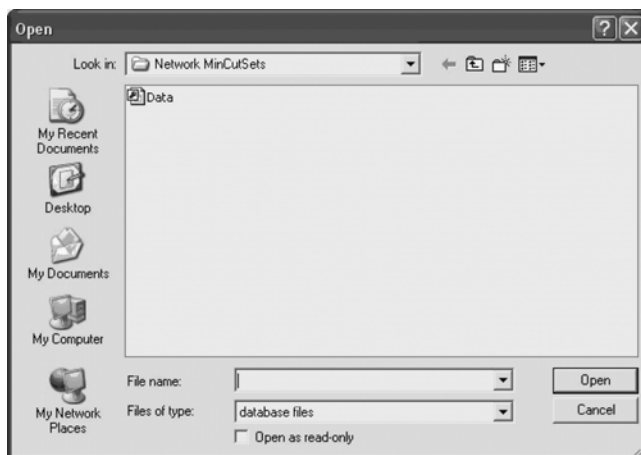 Open
Look in:
Network MinCutSets
Data
My Recent
Documents
Desktop
My Documents
My Computer
My Network
Places
File name:
Open
Files of type:
database files
Cancel
Open as read-only